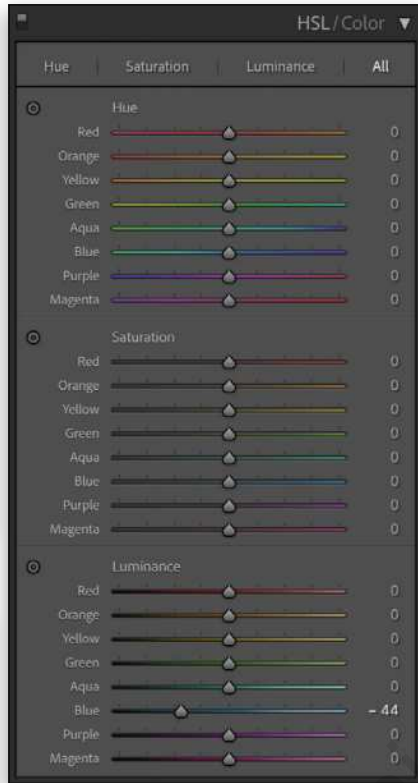 HSL / Color
Hue | Saturation | Luminance | All
Hue
Red 0
Orange 0
Yellow 0
Green 0
Aqua 0
Blue 0
Purple 0
Magenta 0
Saturation
Red 0
Orange 0
Yellow 0
Green 0
Aqua 0
Blue 0
Purple 0
Magenta 0
Luminance
Red 0
Orange 0
Yellow 0
Green 0
Aqua 0
Blue - 44
Purple 0
Magenta 0